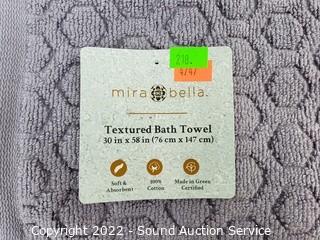 218.
4/47
mira bella.
Textured Bath Towel
30 in x 58 in (76 cm x 147 cm)
Soft &
Absorbent
100%
Cotton
Made in Green
Certified
Copyright 2022 - Sound Auction Service